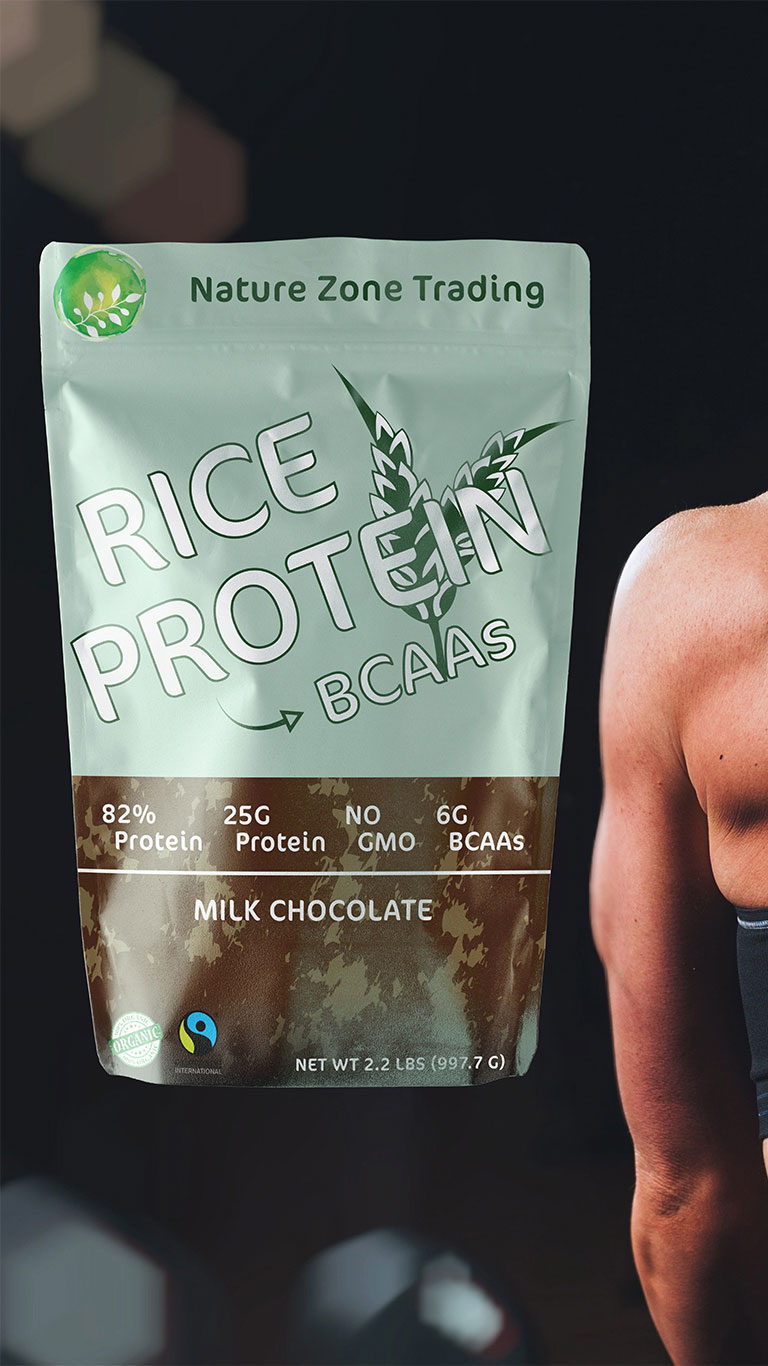 Nature Zone Trading
RICE
PROTEIN
BCAAs
82% 25G NO 6G
Protein Protein GMO BCAAs
MILK CHOCOLATE
ORGANIC
INTERNATIONAL
NET WT 2.2 LBS (997.7 G)